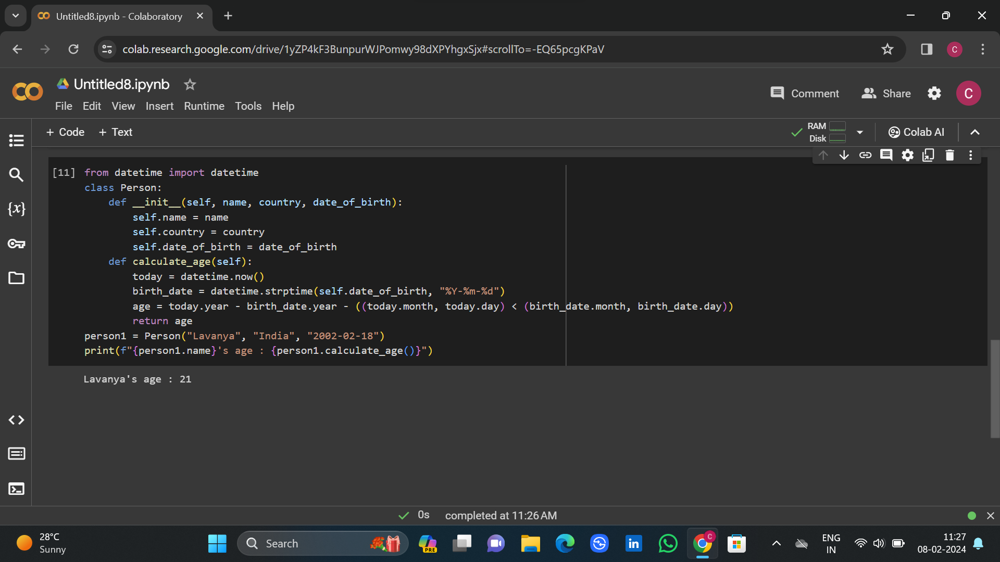 Untitled8.ipynb - Colaboratory
colab.research.google.com/drive/1yZP4kF3BunpurWJPomwy98dXPYhgxSjx#scrollTo=-EQ65pcgKPaV
C
Untitled8.ipynb
Comment
Share
C
File Edit View Insert Runtime Tools Help
+ Code + Text
RAM
Disk
Colab AI
[11] from datetime import datetime
class Person:
    def __init__(self, name, country, date_of_birth):
        self.name = name
        self.country = country
        self.date_of_birth = date_of_birth
    def calculate_age(self):
        today = datetime.now()
        birth_date = datetime.strptime(self.date_of_birth, "%Y-%m-%d")
        age = today.year - birth_date.year - ((today.month, today.day) < (birth_date.month, birth_date.day))
        return age
person1 = Person("Lavanya", "India", "2002-02-18")
print(f"{person1.name}'s age : {person1.calculate_age()}")
Lavanya's age : 21
{x}
0s completed at 11:26 AM
28°C
Sunny
Search
PRE
in
C
ENG
IN
11:27
08-02-2024